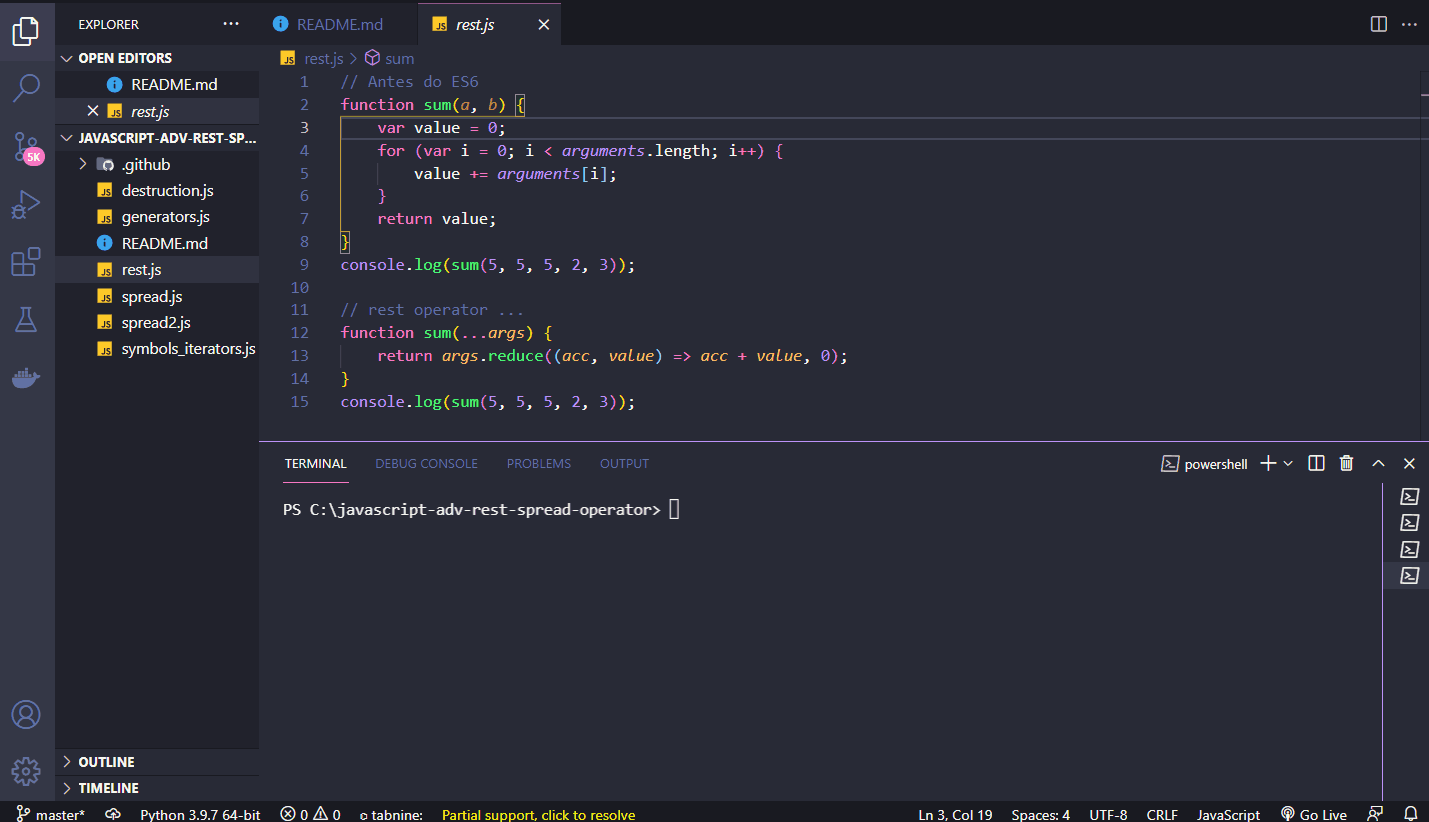 EXPLORER ···
README.md
rest.js
OPEN EDITORS
README.md
rest.js
JAVASCRIPT-ADV-REST-SP...
.github
destruction.js
generators.js
README.md
rest.js
spread.js
spread2.js
symbols_iterators.js
OUTLINE
TIMELINE
5K
rest.js > sum
1 // Antes do ES6
2 function sum(a, b) {
3 var value = 0;
4 for (var i = 0; i < arguments.length; i++) {
5 value += arguments[i];
6 }
7 return value;
8 }
9 console.log(sum(5, 5, 5, 2, 3));
10
11 // rest operator ...
12 function sum(...args) {
13 return args.reduce((acc, value) => acc + value, 0);
14 }
15 console.log(sum(5, 5, 5, 2, 3));
TERMINAL DEBUG CONSOLE PROBLEMS OUTPUT
powershell
PS C:\javascript-adv-rest-spread-operator>
master* Python 3.9.7 64-bit 0 0 tabnine: Partial support, click to resolve Ln 3, Col 19 Spaces: 4 UTF-8 CRLF JavaScript Go Live